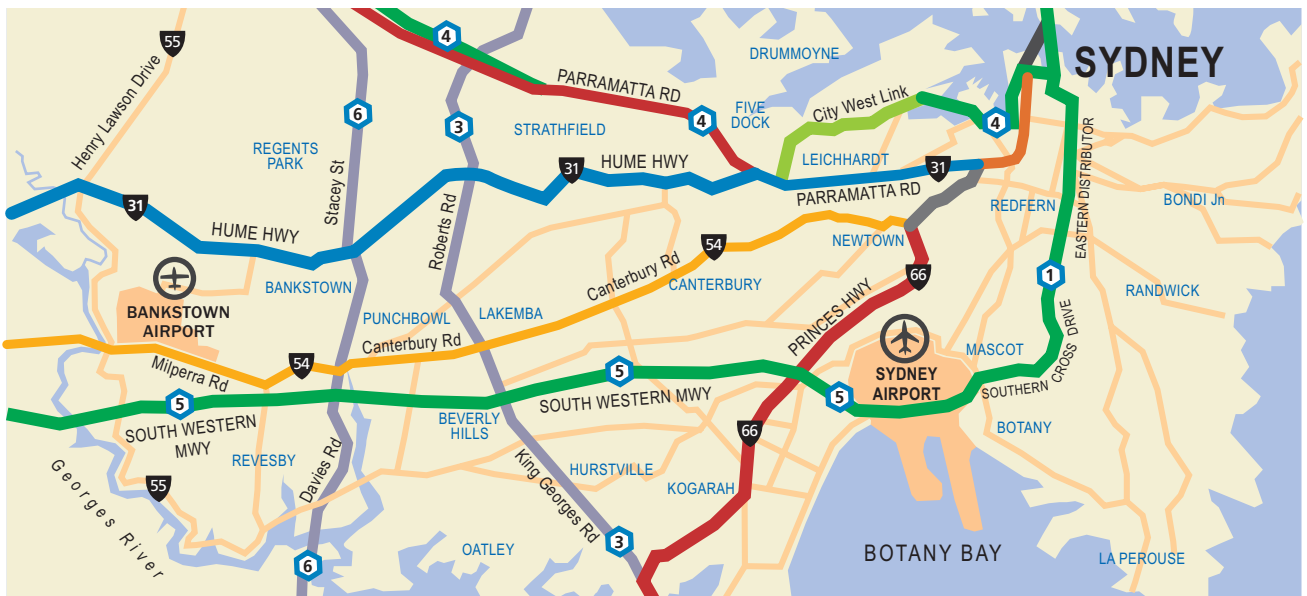 55
4
DRUMMOYNE
SYDNEY
Henry Lawson Drive
PARRAMATTA RD
City West Link
6
3
STRATHFIELD
4
FIVE
DOCK
4
REGENTS
PARK
HUME HWY
LEICHHARDT
31
31
PARRAMATTA RD
EASTERN DISTRIBUTOR
Stacey St
Roberts Rd
31
HUME HWY
REDFERN
BONDI Jn
NEWTOWN
54
Canterbury Rd
CANTERBURY
66
1
BANKSTOWN
RANDWICK
BANKSTOWN
AIRPORT
PUNCHBOWL
LAKEMBA
PRINCES HWY
Canterbury Rd
MASCOT
SOUTHERN CROSS DRIVE
SYDNEY
AIRPORT
54
Milperra Rd
5
5
5
SOUTH WESTERN MWY
SOUTH WESTERN
MWY
BEVERLY
HILLS
BOTANY
66
REVESBY
Davies Rd
King Georges Rd
HURSTVILLE
KOGARAH
55
Georges River
3
OATLEY
BOTANY BAY
6
LA PEROUSE